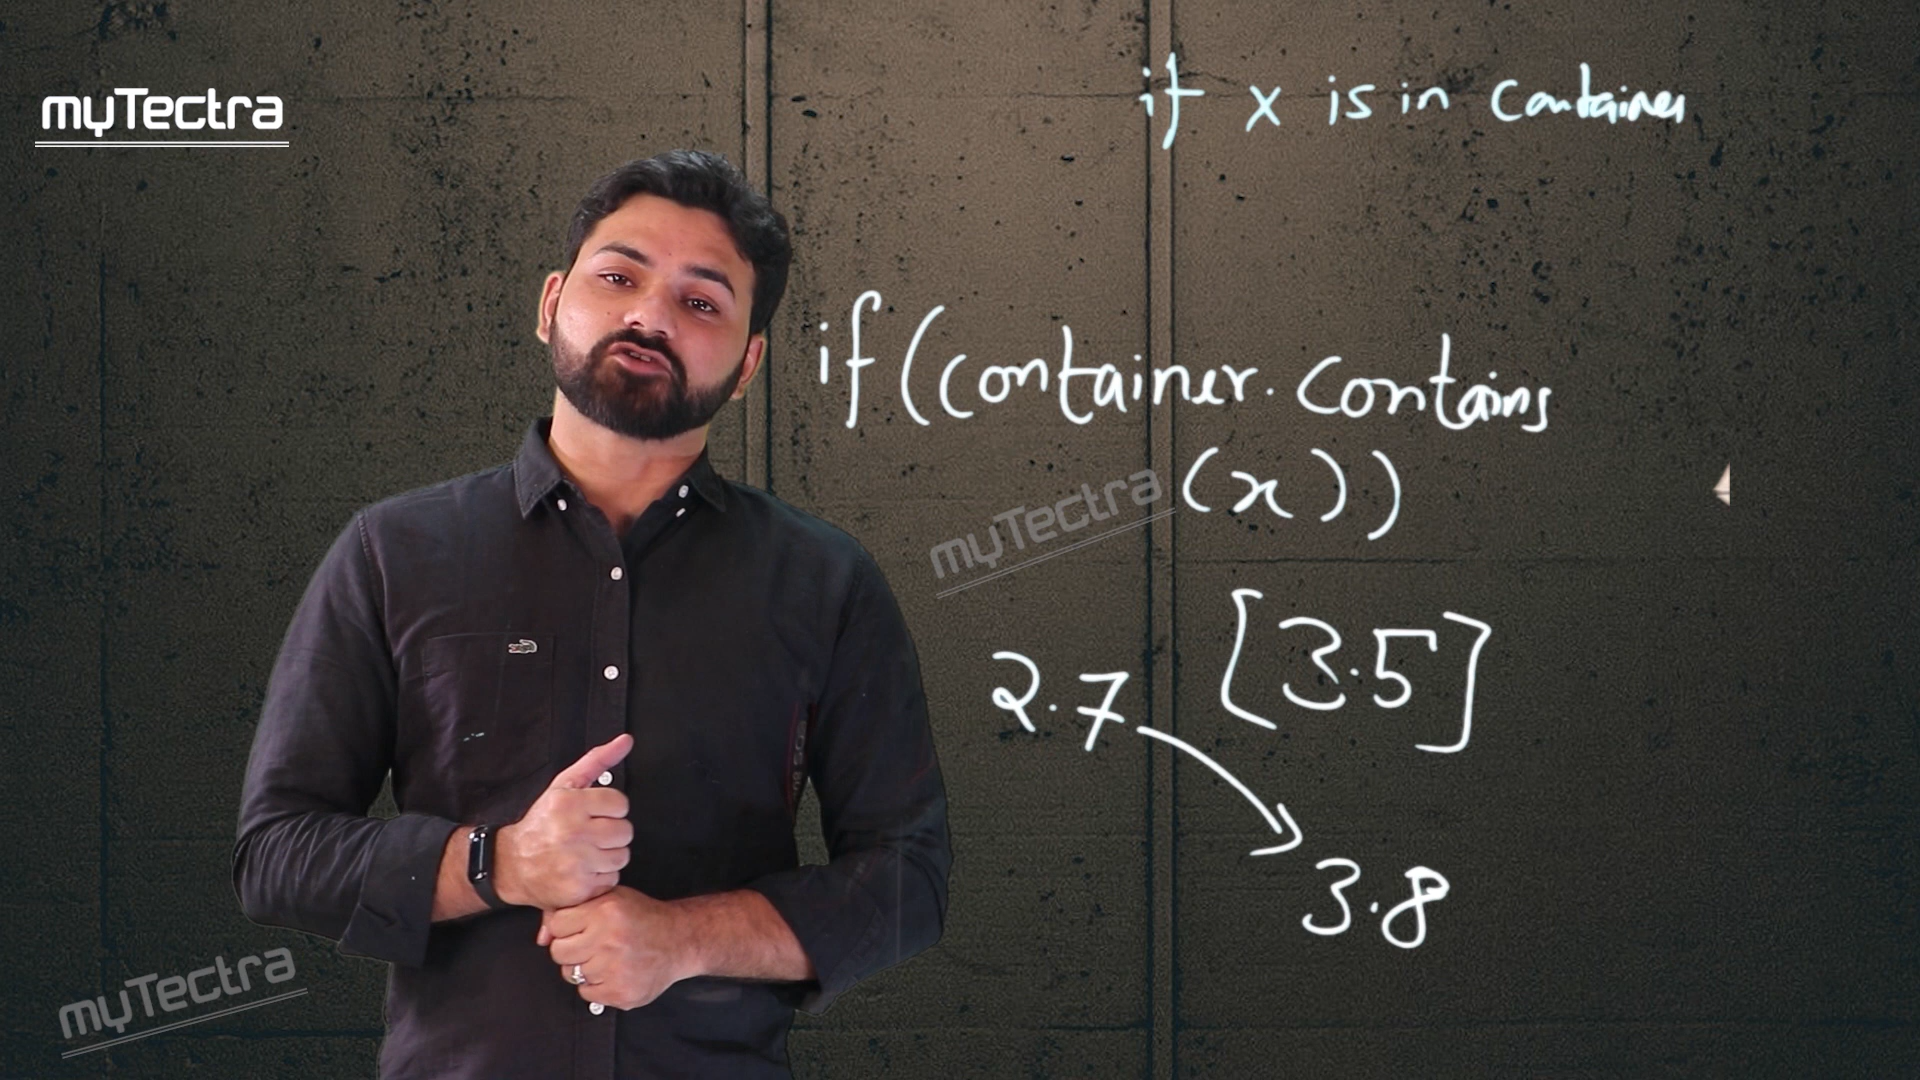 myTectra
if x is in container
if (container.contains
(x))
myTectra
[3.5]
2.7
3.8
myTectra